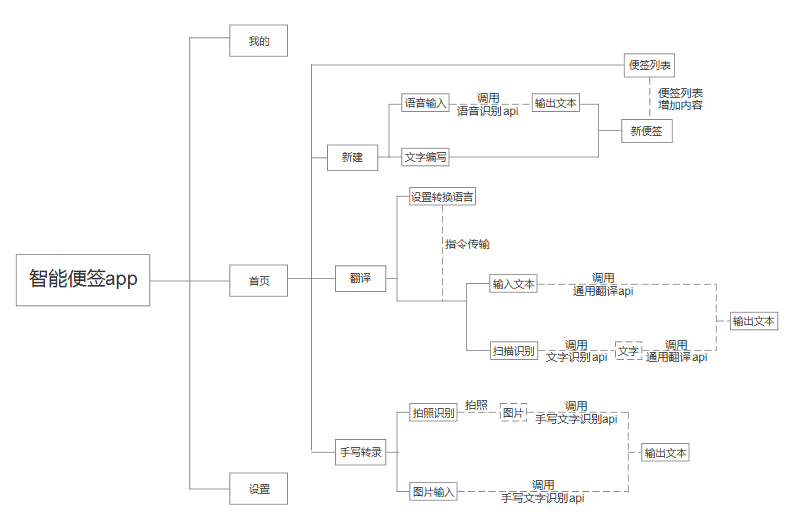 我的
便签列表
便签列表
增加内容
语音输入
调用
语音识别api
输出文本
新便签
新建
文字编写
设置转换语言
指令传输
智能便签app
首页
翻译
输入文本
调用
通用翻译api
输出文本
扫描识别
调用
文字识别api
文字
调用
通用翻译api
拍照识别
拍照
图片
调用
手写文字识别api
手写转录
输出文本
图片输入
调用
手写文字识别api
设置